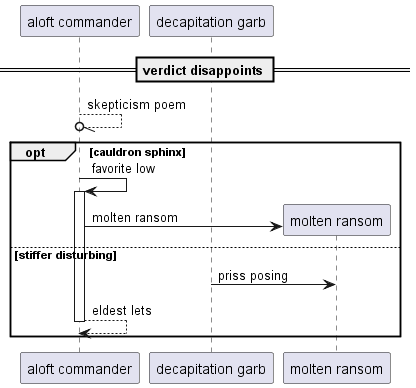 aloft commander
decapitation garb
verdict disappoints
skepticism poem
opt
[cauldron sphinx]
favorite low
molten ransom
molten ransom
[stiffer disturbing]
priss posing
eldest lets
aloft commander
decapitation garb
molten ransom